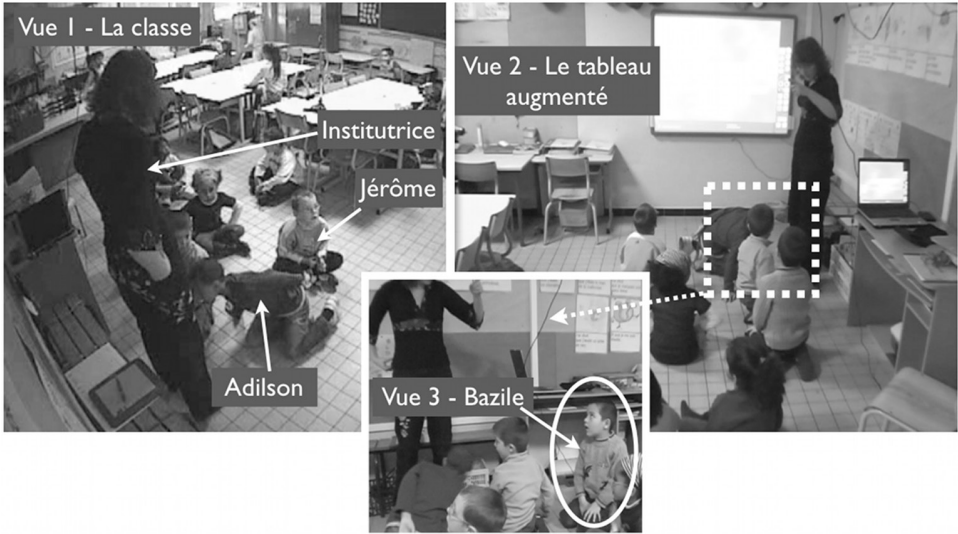 Vue 1 - La classe
Institutrice
Jérôme
Adilson
Vue 2 - Le tableau
augmenté
Vue 3 - Bazile